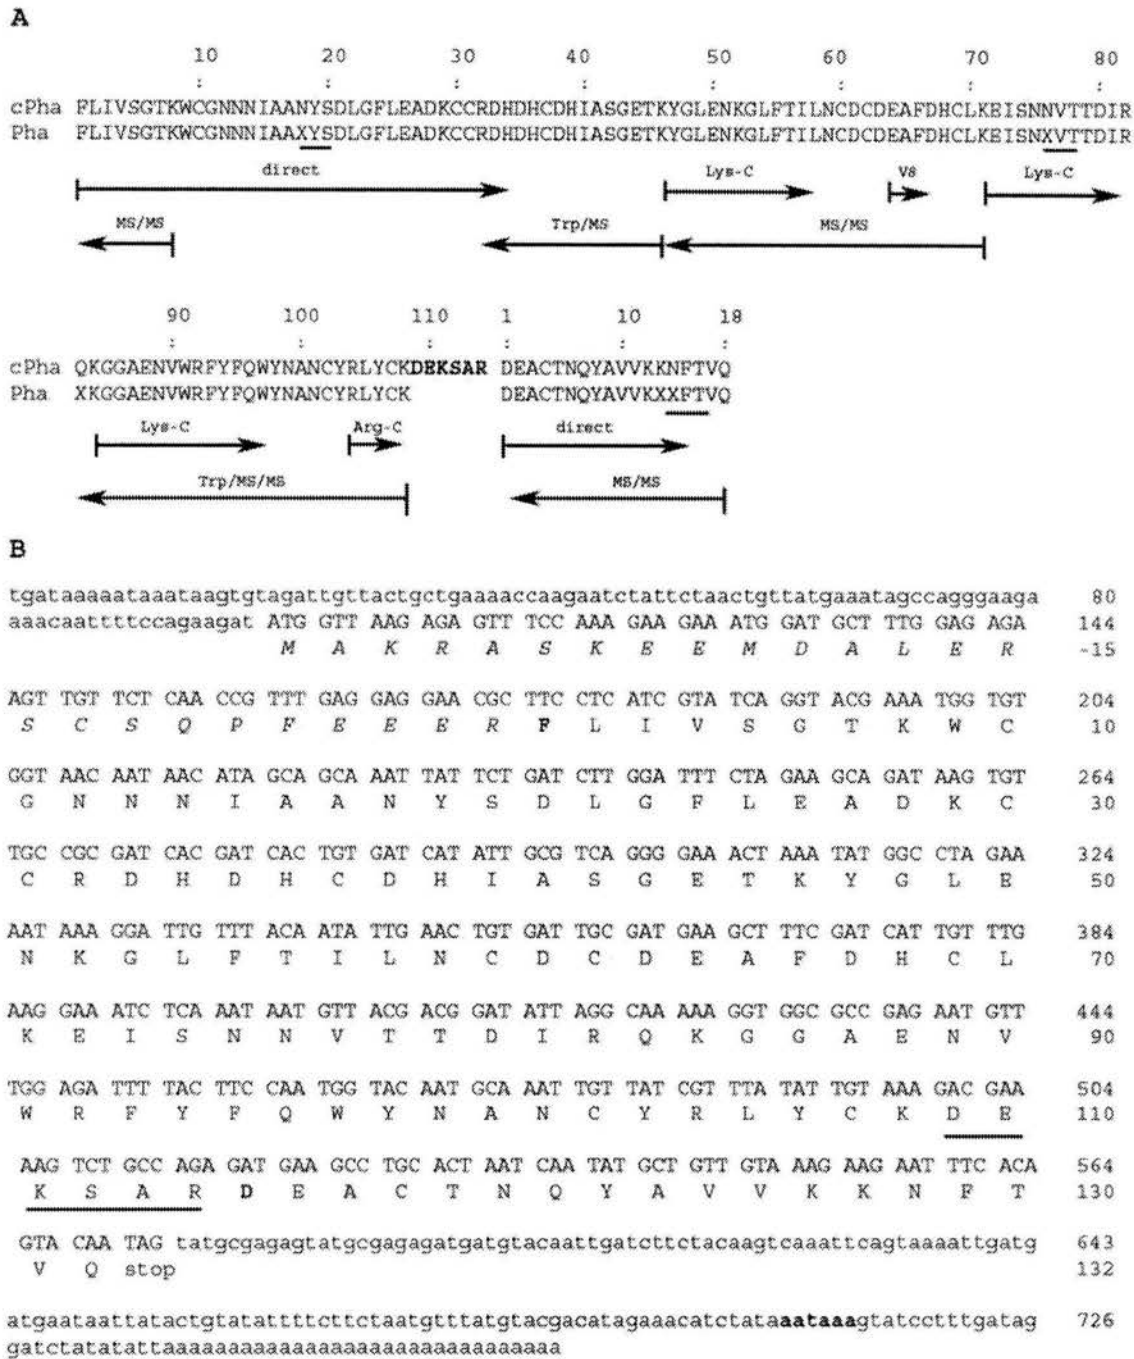 A
10 20 30 40 50 60 70 80
: : : : : : : :
cPha FLIVSGTKWCGNNNIAANYSDLGFLEADKCCRDHDHCDHIASGETKYGLENKGLFTILNCDCDEAFDHCLKEISNNVTTDIR
Pha FLIVSGTKWCGNNNIAAXYSDLGFLEADKCCRDHDHCDHIASGETKYGLENKGLFTILNCDCDEAFDHCLKEISNXVTTDIR
direct Lys-C V8 Lys-C
MS/MS Trp/MS MS/MS
90 100 110 1 10 18
: : : : : :
cPha QKGGAENVWRFYFQWYNANCYRLYCKDEKSAR DEACTNQYAVVKKNFTVQ
Pha XKGGAENVWRFYFQWYNANCYRLYCK DEACTNQYAVVKXXFTVQ
Lys-C Arg-C direct
Trp/MS/MS MS/MS
B
tgataaaaataaataagtgtagattgttactgctgaaaaccaagaatctattctaactgttatgaaatagccagggaaga 80
aaacaattttccagaagat ATG GTT AAG AGA GTT TCC AAA GAA GAA ATG GAT GCT TTG GAG AGA 144
M A K R A S K E E M D A L E R -15
AGT TGT TCT CAA CCG TTT GAG GAG GAA CGC TTC CTC ATC GTA TCA GGT ACG AAA TGG TGT 204
S C S Q P F E E E R F L I V S G T K W C 10
GGT AAC AAT AAC ATA GCA GCA AAT TAT TCT GAT CTT GGA TTT CTA GAA GCA GAT AAG TGT 264
G N N N I A A N Y S D L G F L E A D K C 30
TGC CGC GAT CAC GAT CAC TGT GAT CAT ATT GCG TCA GGG GAA ACT AAA TAT GGC CTA GAA 324
C R D H D H C D H I A S G E T K Y G L E 50
AAT AAA GGA TTG TTT ACA ATA TTG AAC TGT GAT TGC GAT GAA GCT TTC GAT CAT TGT TTG 384
N K G L F T I L N C D C D E A F D H C L 70
AAG GAA ATC TCA AAT AAT GTT ACG ACG GAT ATT AGG CAA AAA GGT GGC GCC GAG AAT GTT 444
K E I S N N V T T D I R Q K G G A E N V 90
TGG AGA TTT TAC TTC CAA TGG TAC AAT GCA AAT TGT TAT CGT TTA TAT TGT AAA GAC GAA 504
W R F Y F Q W Y N A N C Y R L Y C K D E 110
AAG TCT GCC AGA GAT GAA GCC TGC ACT AAT CAA TAT GCT GTT GTA AAG AAG AAT TTC ACA 564
K S A R D E A C T N Q Y A V V K K N F T 130
GTA CAA TAG tatgcgagagtatgcgagagatgatgtacaattgatcttctacaagtcaaattcagtaaaattgatg 643
V Q stop 132
atgaataattatactgtatattttcttctaatgtttatgtacgacatagaaacatctataaataaagtatcctttgatag 726
gatctatatattaaaaaaaaaaaaaaaaaaaaaaaaaaaaaaa